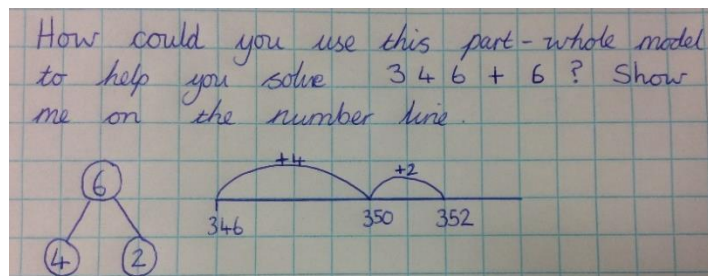 How could you use this part-whole model
to help you solve 346 + 6 ? Show
me on the number line.
+4 +2
6
346 350 352
4 2